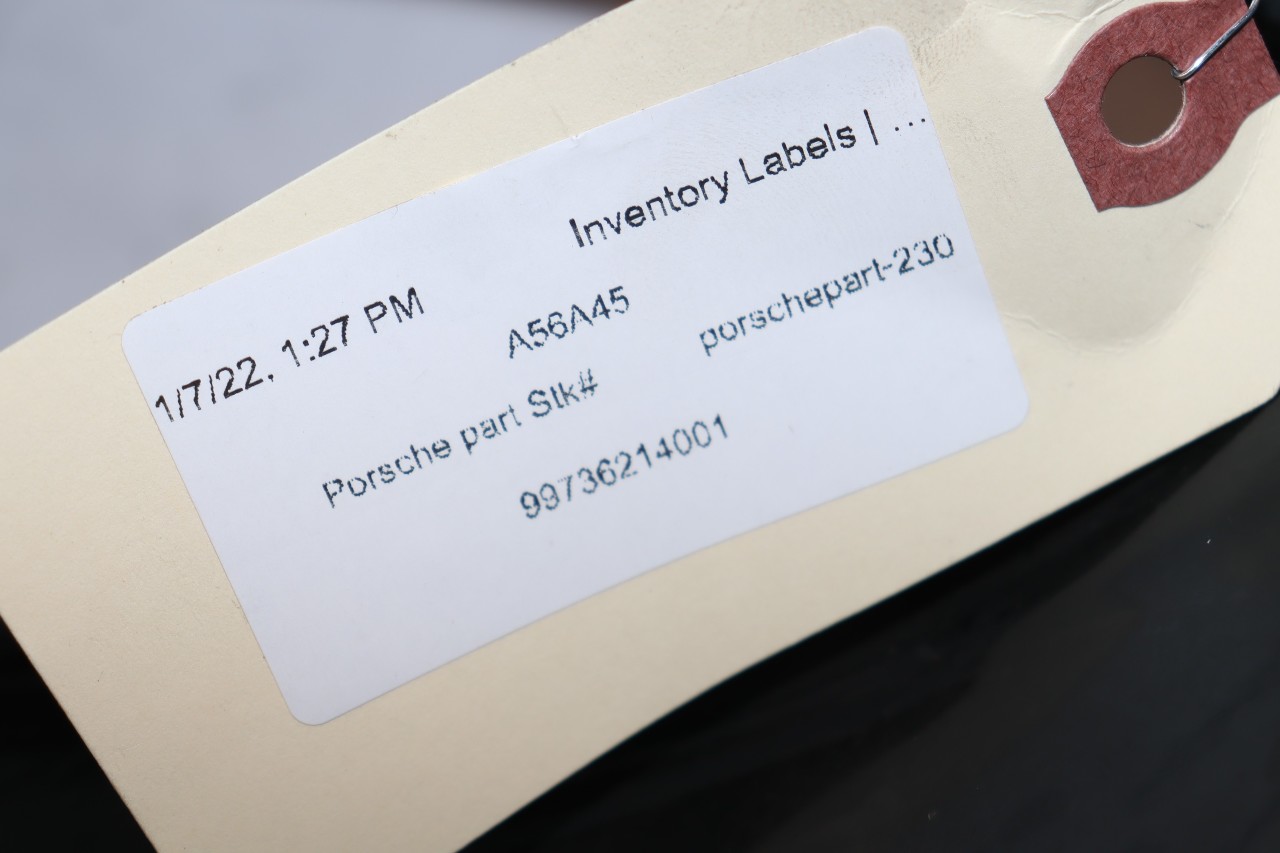 1/7/22, 1:27 PM Inventory Labels | ...
A56A45
Porsche part Stk# porschepart-230
99736214001